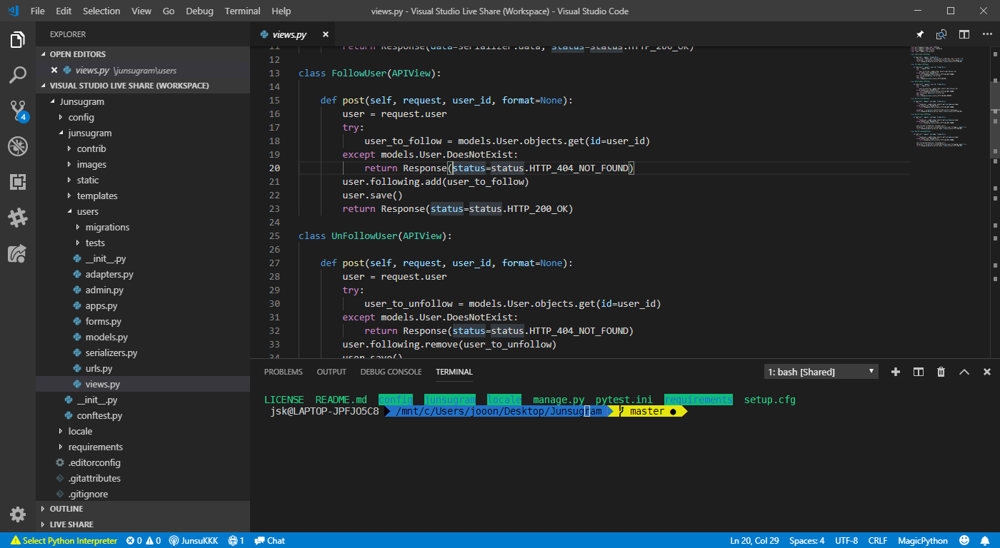 File Edit Selection View Go Debug Terminal Help
views.py - Visual Studio Live Share (Workspace) - Visual Studio Code
EXPLORER
OPEN EDITORS
views.py \junsugram\users
VISUAL STUDIO LIVE SHARE (WORKSPACE)
4
Junsugram
config
junsugram
contrib
images
static
templates
users
migrations
tests
__init__.py
adapters.py
admin.py
apps.py
forms.py
models.py
serializers.py
urls.py
views.py
__init__.py
conftest.py
locale
requirements
.editorconfig
.gitattributes
.gitignore
OUTLINE
LIVE SHARE
views.py
11 return Response(data=serializer.data, status=status.HTTP_200_OK)
12
13 class FollowUser(APIView):
14
15 def post(self, request, user_id, format=None):
16 user = request.user
17 try:
18 user_to_follow = models.User.objects.get(id=user_id)
19 except models.User.DoesNotExist:
20 return Response(status=status.HTTP_404_NOT_FOUND)
21 user.following.add(user_to_follow)
22 user.save()
23 return Response(status=status.HTTP_200_OK)
24
25 class UnFollowUser(APIView):
26
27 def post(self, request, user_id, format=None):
28 user = request.user
29 try:
30 user_to_unfollow = models.User.objects.get(id=user_id)
31 except models.User.DoesNotExist:
32 return Response(status=status.HTTP_404_NOT_FOUND)
33 user.following.remove(user_to_unfollow)
34 user.save()
PROBLEMS OUTPUT DEBUG CONSOLE TERMINAL
1: bash [Shared]
LICENSE README.md config junsugram locale manage.py pytest.ini requirements setup.cfg
jsk@LAPTOP-JPFJO5C8 /mnt/c/Users/jooon/Desktop/Junsugram master ●
Select Python Interpreter 0 0 JunsuKKK 1 Chat
Ln 20, Col 29 Spaces: 4 UTF-8 CRLF MagicPython